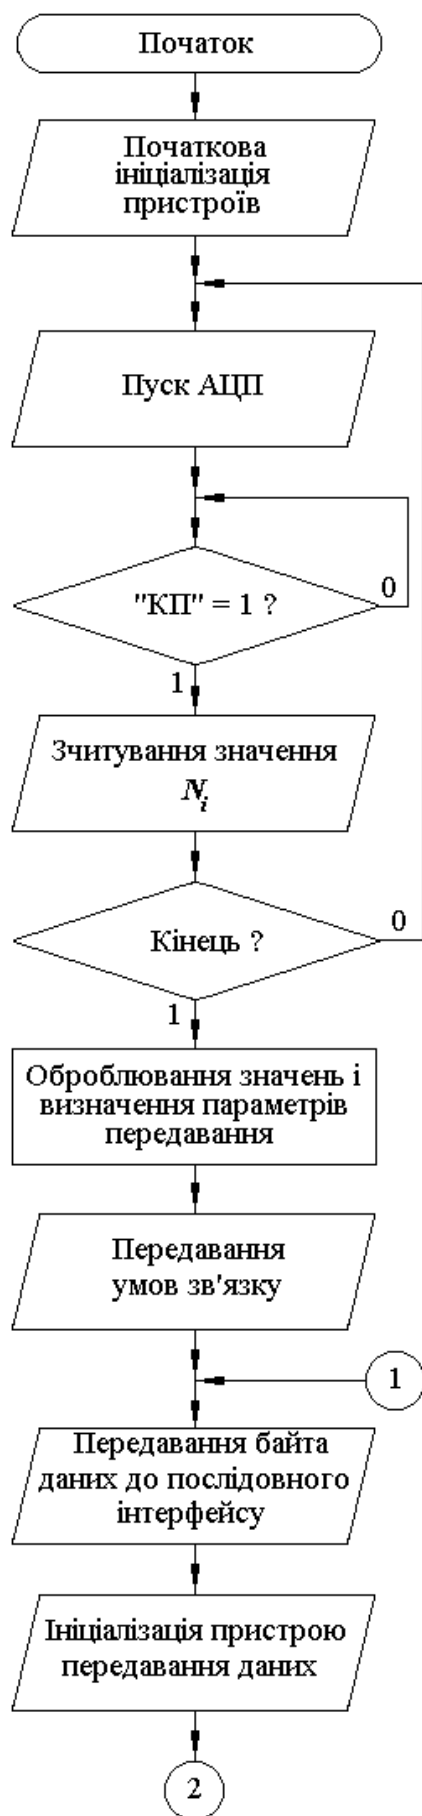 Початок
Початкова
ініціалізація
пристроїв
Пуск АЦП
"КП" = 1 ?
0
1
Зчитування значення
Nᵢ
Кінець ?
0
1
Оброблювання значень і
визначення параметрів
передавання
Передавання
умов зв'язку
1
Передавання байта
даних до послідовного
інтерфейсу
Ініціалізація пристрою
передавання даних
2